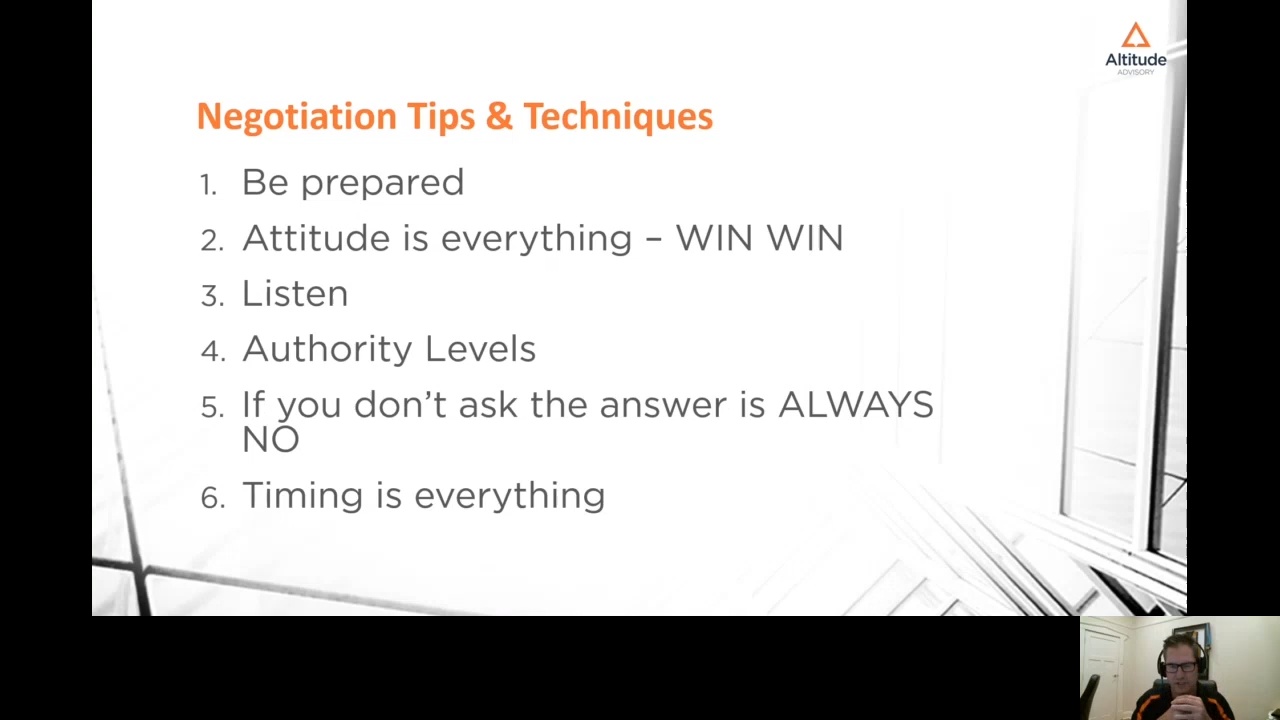 Altitude
ADVISORY
Negotiation Tips & Techniques
1. Be prepared
2. Attitude is everything – WIN WIN
3. Listen
4. Authority Levels
5. If you don’t ask the answer is ALWAYS
NO
6. Timing is everything